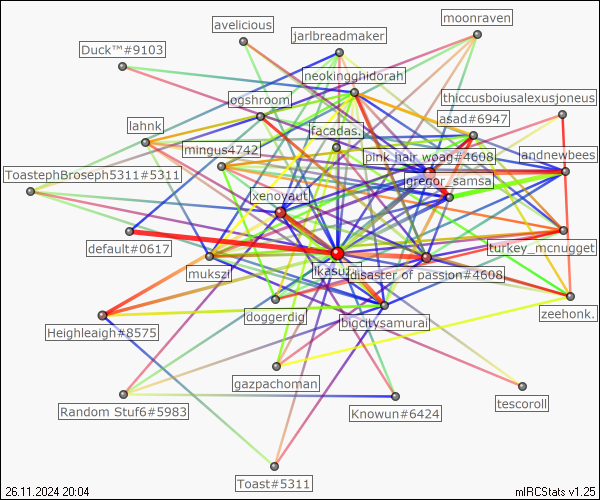 moonraven
avelicious
jarlbreadmaker
Duck™#9103
neokingghidorah
thiccusboiusalexusjoneus
ogshroom
asad#6947
lahnk
facadas.
mingus4742
pink hair woag#4608
andnewbees
ToastephBroseph5311#5311
gregor_samsa
xenoyaut
default#0617
turkey_mcnugget
mukszi
disaster of passion#4608
doggerdig
zeehonk.
bigcitysamurai
Heighleaigh#8575
gazpachoman
tescoroll
Random Stuf6#5983
Knowun#6424
Toast#5311
26.11.2024 20:04
mIRCStats v1.25